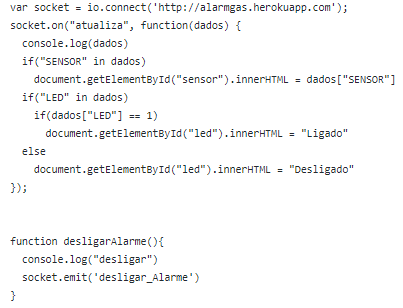 var socket = io.connect('http://alarmgas.herokuapp.com');
socket.on("atualiza", function(dados) {
  console.log(dados)
  if("SENSOR" in dados)
    document.getElementById("sensor").innerHTML = dados["SENSOR"]
  if("LED" in dados)
    if(dados["LED"] == 1)
      document.getElementById("led").innerHTML = "Ligado"
  else
    document.getElementById("led").innerHTML = "Desligado"
});
function desligarAlarme(){
  console.log("desligar")
  socket.emit('desligar_Alarme')
}